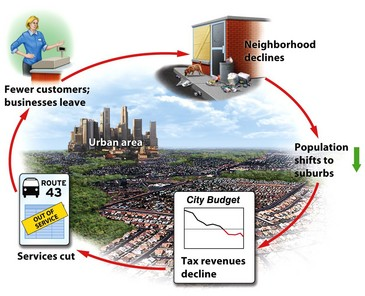 Neighborhood
declines
Fewer customers;
businesses leave
Urban area
Population
shifts to
suburbs
ROUTE
43
OUT OF
SERVICE
City Budget
Services cut
Tax revenues
decline